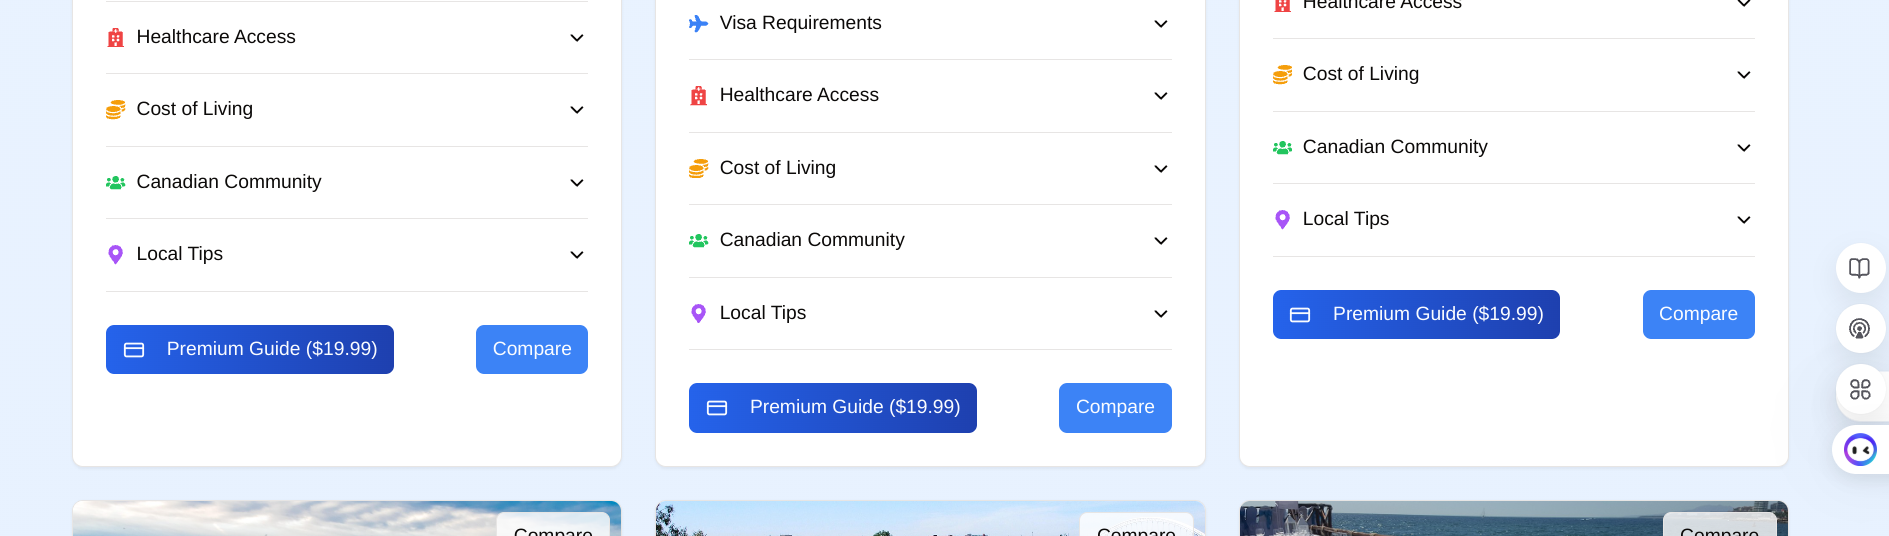 Healthcare Access
Cost of Living
Canadian Community
Local Tips
Premium Guide ($19.99)
Compare
Visa Requirements
Healthcare Access
Cost of Living
Canadian Community
Local Tips
Premium Guide ($19.99)
Compare
Healthcare Access
Cost of Living
Canadian Community
Local Tips
Premium Guide ($19.99)
Compare
Compare
Compare
Compare